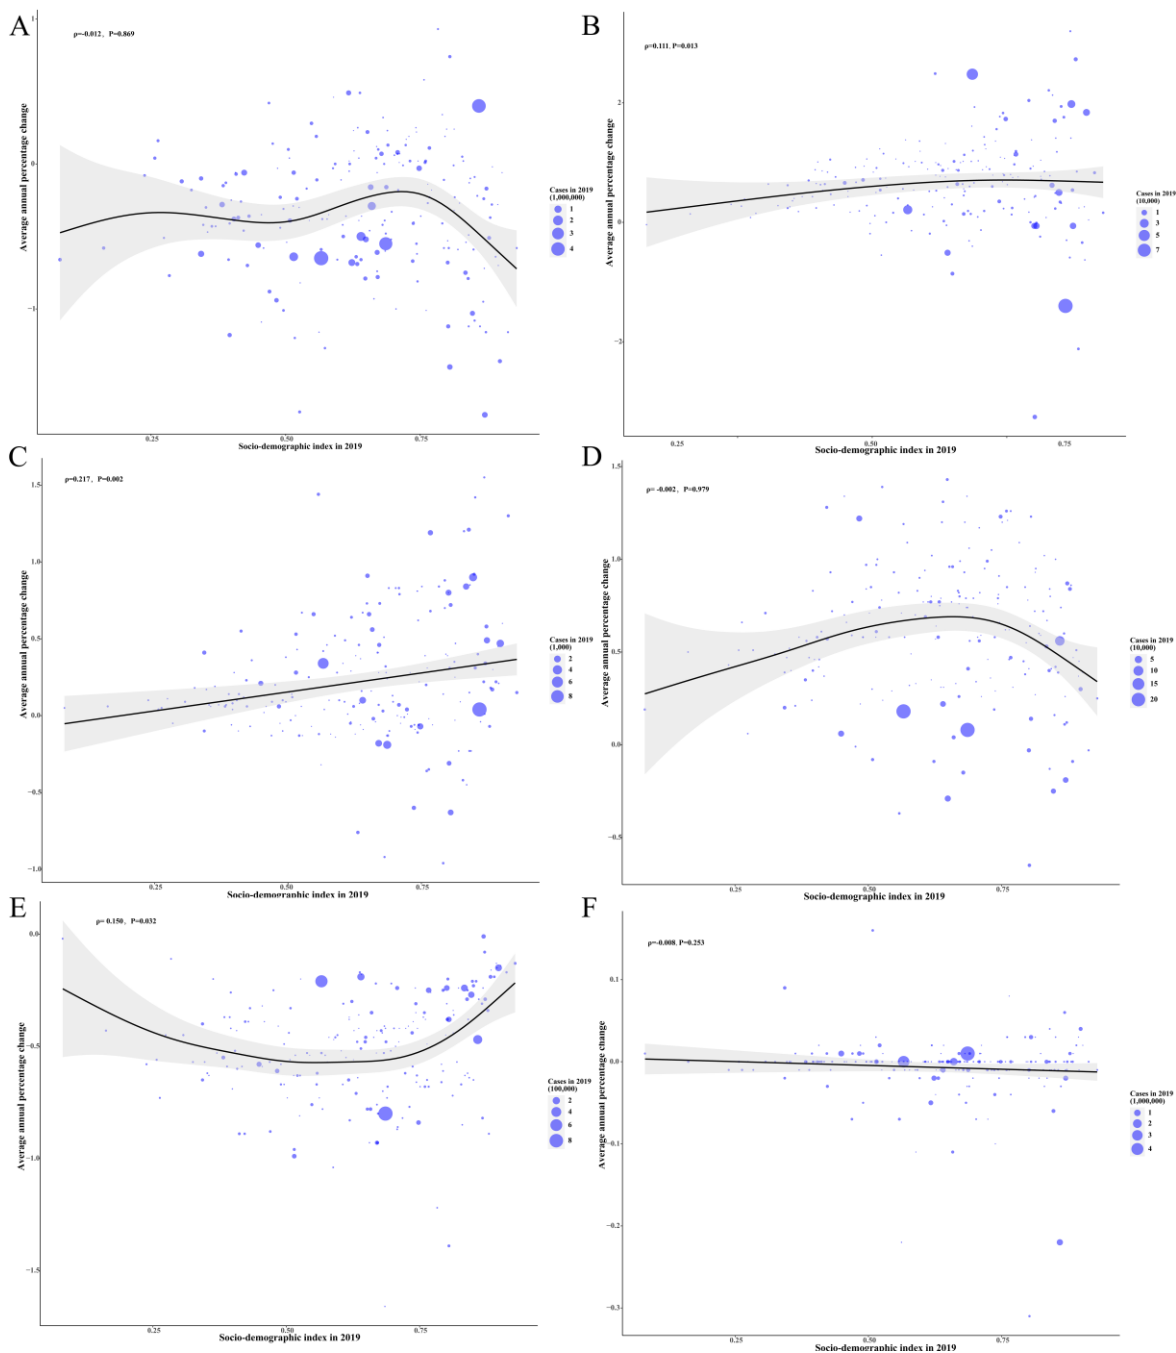 A
ρ=-0.012, P=0.869
1
0
−1
Average annual percentage change
0.25
0.50
0.75
Socio-demographic index in 2019
Cases in 2019
(1,000,000)
1
2
3
4
B
ρ=0.111, P=0.013
2
0
−2
Average annual percentage change
0.25
0.50
0.75
Socio-demographic index in 2019
Cases in 2019
(10,000)
1
3
5
7
C
ρ=0.217, P=0.002
1.5
1.0
0.5
0.0
−0.5
−1.0
Average annual percentage change
0.25
0.50
0.75
Socio-demographic index in 2019
Cases in 2019
(1,000)
2
4
6
8
D
ρ= -0.002, P=0.979
1.5
1.0
0.5
0.0
−0.5
Average annual percentage change
0.25
0.50
0.75
Socio-demographic index in 2019
Cases in 2019
(10,000)
5
10
15
20
E
ρ= 0.150, P=0.032
0.0
−0.5
−1.0
−1.5
Average annual percentage change
0.25
0.50
0.75
Socio-demographic index in 2019
Cases in 2019
(100,000)
2
4
6
8
F
ρ=-0.008, P=0.253
0.1
0.0
−0.1
−0.2
−0.3
Average annual percentage change
0.25
0.50
0.75
Socio-demographic index in 2019
Cases in 2019
(1,000,000)
1
2
3
4